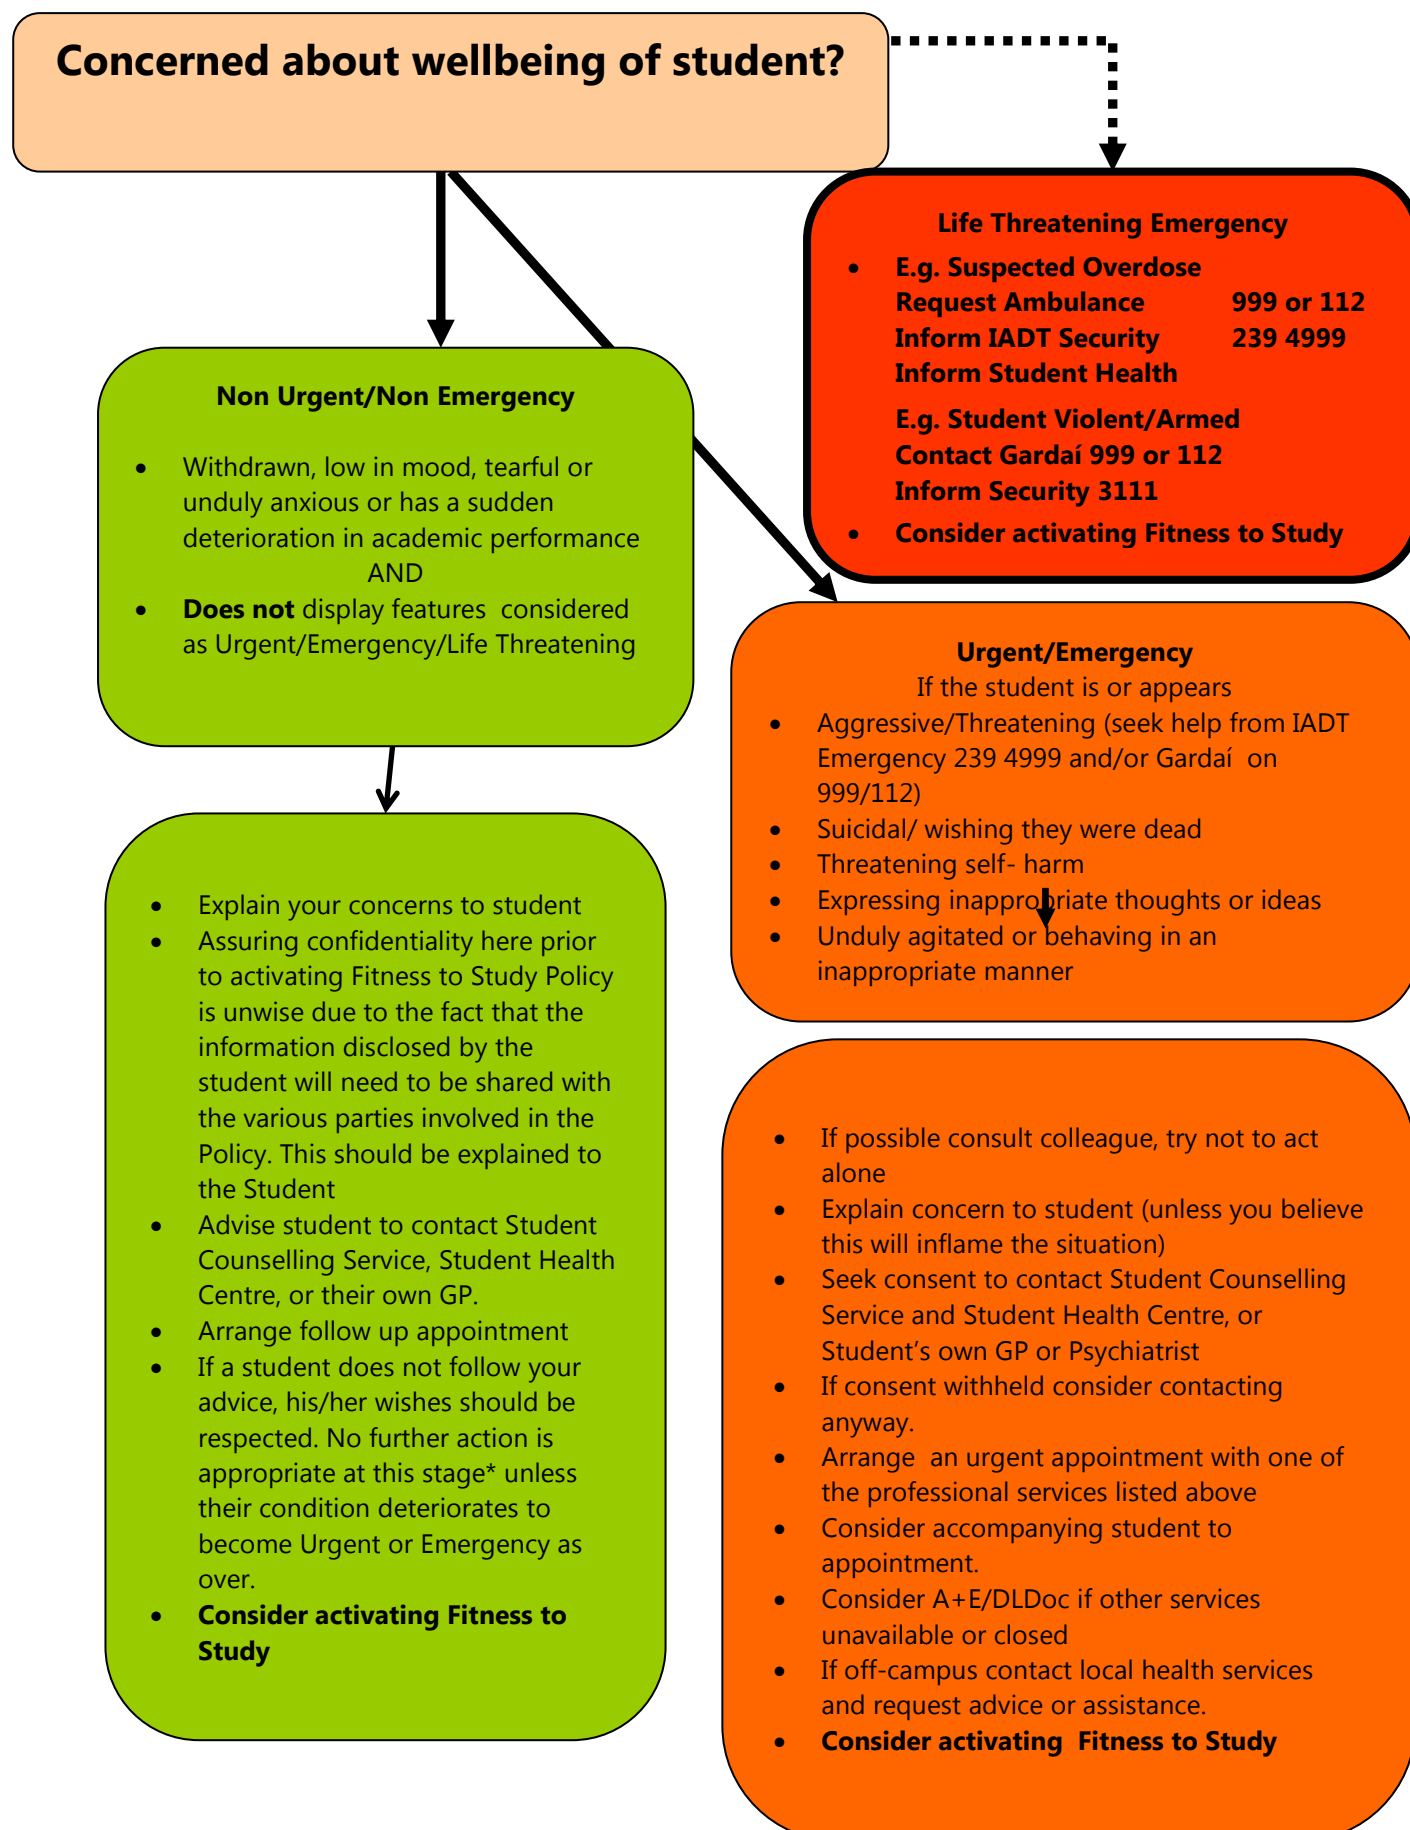 Concerned about wellbeing of student?
Life Threatening Emergency
• E.g. Suspected Overdose
Request Ambulance 999 or 112
Inform IADT Security 239 4999
Inform Student Health
E.g. Student Violent/Armed
Contact Gardaí 999 or 112
Inform Security 3111
• Consider activating Fitness to Study
Non Urgent/Non Emergency
• Withdrawn, low in mood, tearful or
unduly anxious or has a sudden
deterioration in academic performance
AND
• Does not display features considered
as Urgent/Emergency/Life Threatening
Urgent/Emergency
If the student is or appears
• Aggressive/Threatening (seek help from IADT
Emergency 239 4999 and/or Gardaí on
999/112)
• Suicidal/ wishing they were dead
• Threatening self- harm
• Expressing inappropriate thoughts or ideas
• Unduly agitated or behaving in an
inappropriate manner
• Explain your concerns to student
• Assuring confidentiality here prior
to activating Fitness to Study Policy
is unwise due to the fact that the
information disclosed by the
student will need to be shared with
the various parties involved in the
Policy. This should be explained to
the Student
• Advise student to contact Student
Counselling Service, Student Health
Centre, or their own GP.
• Arrange follow up appointment
• If a student does not follow your
advice, his/her wishes should be
respected. No further action is
appropriate at this stage* unless
their condition deteriorates to
become Urgent or Emergency as
over.
• Consider activating Fitness to
Study
• If possible consult colleague, try not to act
alone
• Explain concern to student (unless you believe
this will inflame the situation)
• Seek consent to contact Student Counselling
Service and Student Health Centre, or
Student’s own GP or Psychiatrist
• If consent withheld consider contacting
anyway.
• Arrange an urgent appointment with one of
the professional services listed above
• Consider accompanying student to
appointment.
• Consider A+E/DLDoc if other services
unavailable or closed
• If off-campus contact local health services
and request advice or assistance.
• Consider activating Fitness to Study